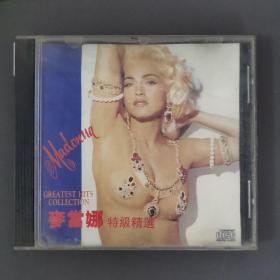 Madonna
GREATEST HITS
COLLECTION
麥當娜 特級精選